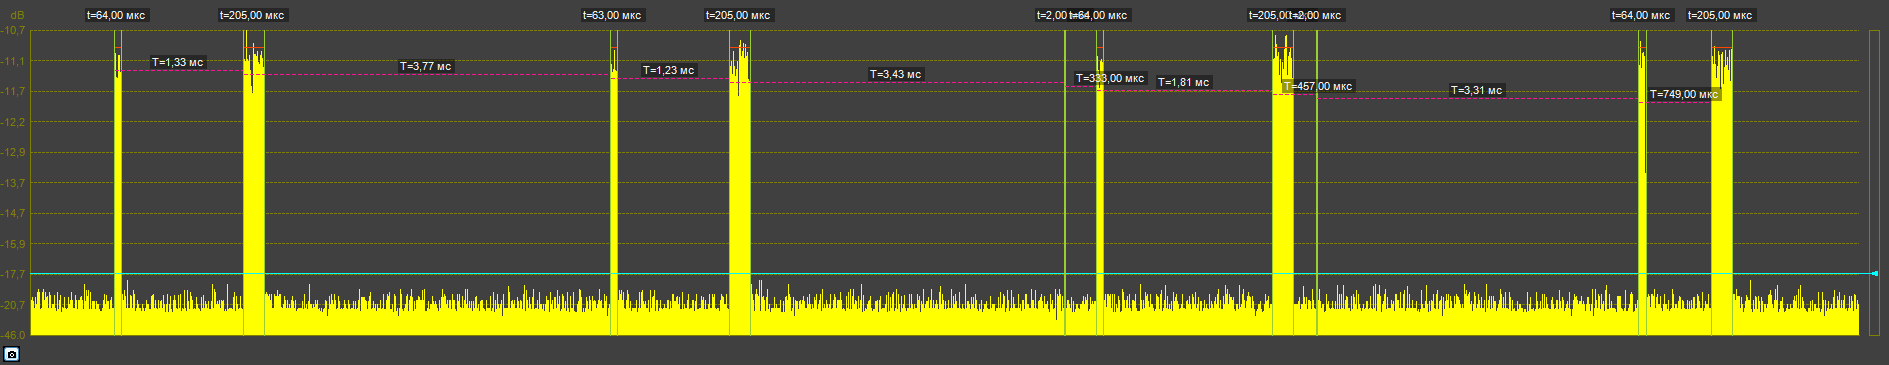 dB
t=64,00 мкс
t=205,00 мкс
t=63,00 мкс
t=205,00 мкс
t=2,00
t=64,00 мкс
t=205,00
t=2,00 мкс
t=64,00 мкс
t=205,00 мкс
-10,7
-11,1
-11,7
-12,2
-12,9
-13,7
-14,7
-15,9
-17,7
-20,7
-46.0
T=1,33 мс
T=3,77 мс
T=1,23 мс
T=3,43 мс
T=333,00 мкс
T=1,81 мс
T=457,00 мкс
T=3,31 мс
T=749,00 мкс